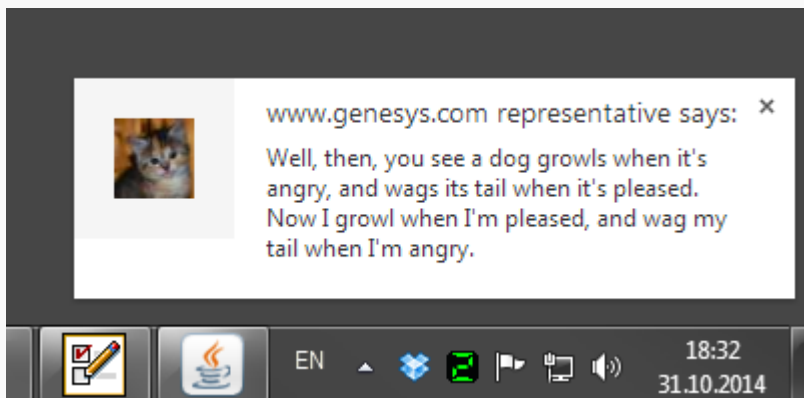 www.genesys.com representative says:
Well, then, you see a dog growls when it's
angry, and wags its tail when it's pleased.
Now I growl when I'm pleased, and wag my
tail when I'm angry.
EN
2
18:32
31.10.2014